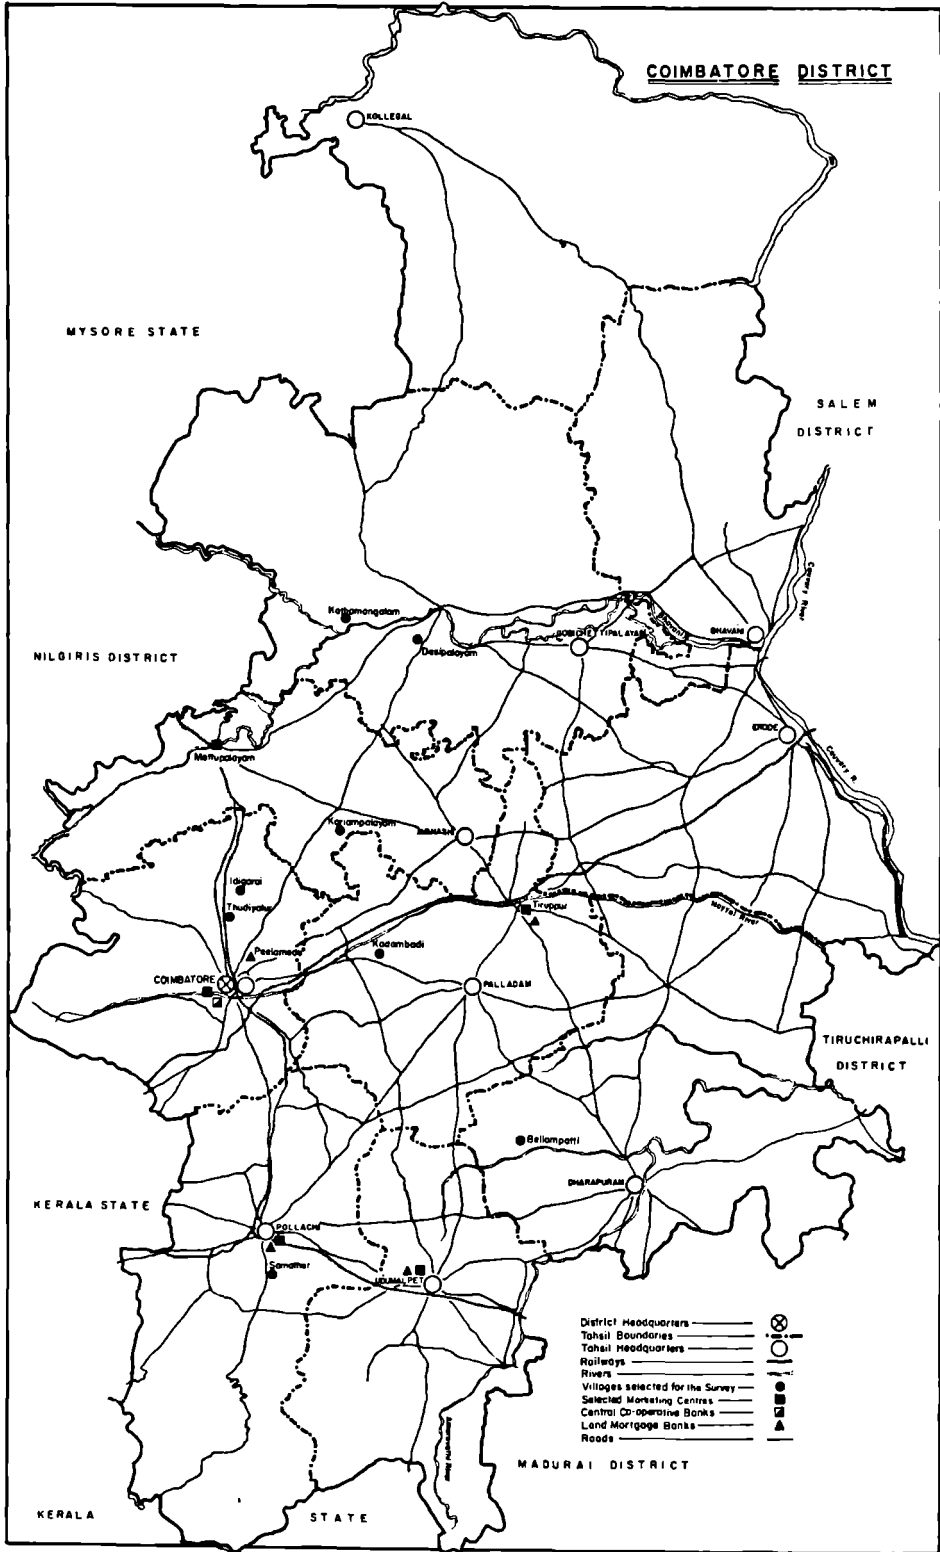 COIMBATORE DISTRICT
KOLLEGAL
MYSORE STATE
SALEM
DISTRICT
Cauvery River
Kethamangalam
Bhavani
BHAVANI
GOBICHETTIPALAYAM
Desipalayam
NILGIRIS DISTRICT
ERODE
Mettupalayam
Cauvery R.
Kariampalayam
AVANASHI
Idigarai
Thudiyalur
Tiruppur
Noyyal River
Peelamedu
Kadambadi
COIMBATORE
PALLADAM
TIRUCHIRAPALLI
DISTRICT
Bellampatti
DHARAPURAM
KERALA STATE
POLLACHI
Samathur
UDUMALPET
District Headquarters
Tahsil Boundaries
Tahsil Headquarters
Railways
Rivers
Villages selected for the Survey
Selected Marketing Centres
Central Co-operative Banks
Land Mortgage Banks
Roads
Amaravathi River
MADURAI DISTRICT
KERALA STATE